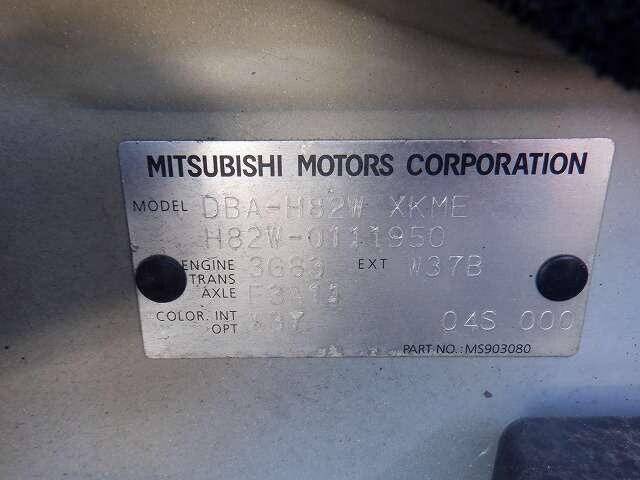 MITSUBISHI MOTORS CORPORATION
MODEL DBA-H82W XKME
H82W-0111950
ENGINE 3G83 EXT W37B
TRANS
AXLE F3A13
COLOR. INT 04S 000
OPT
PART NO.: MS903080